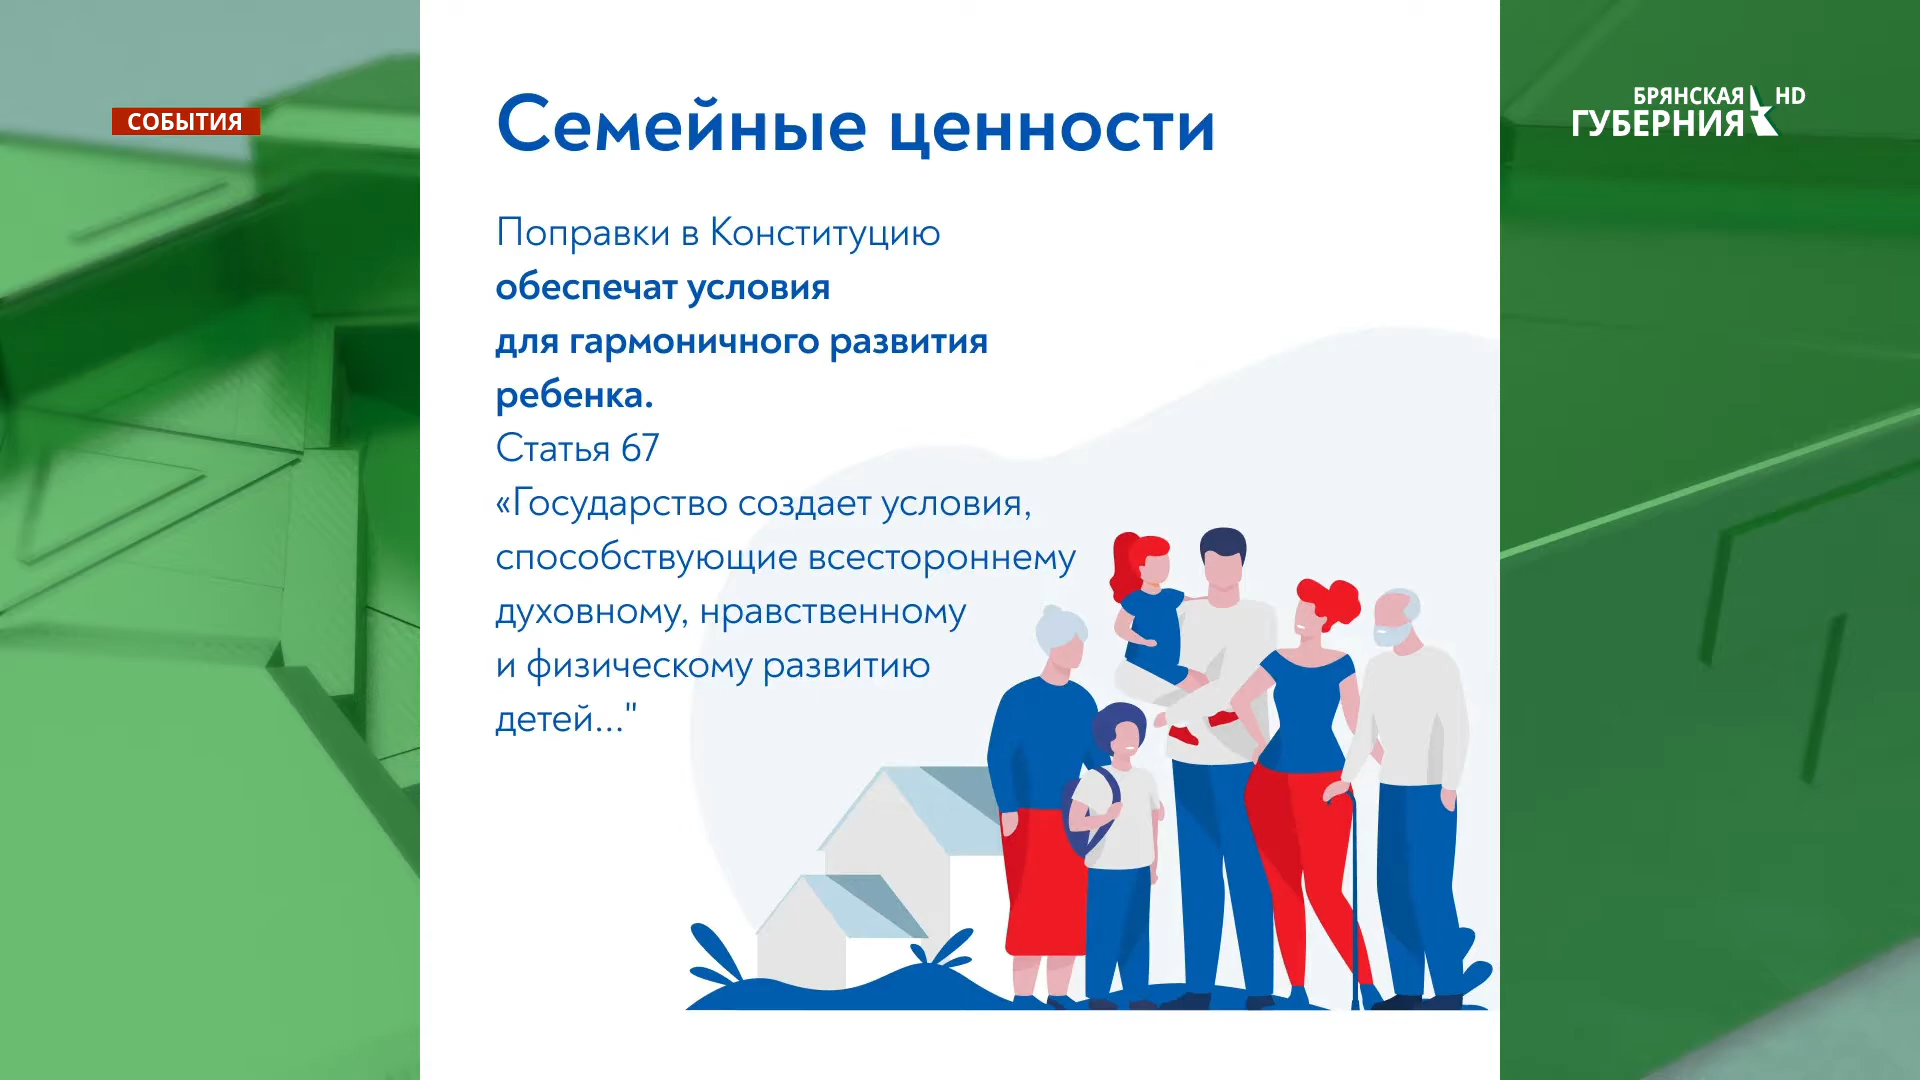 СОБЫТИЯ
БРЯНСКАЯ HD
ГУБЕРНИЯ
Семейные ценности
Поправки в Конституцию
обеспечат условия
для гармоничного развития
ребенка.
Статья 67
«Государство создает условия,
способствующие всестороннему
духовному, нравственному
и физическому развитию
детей..."